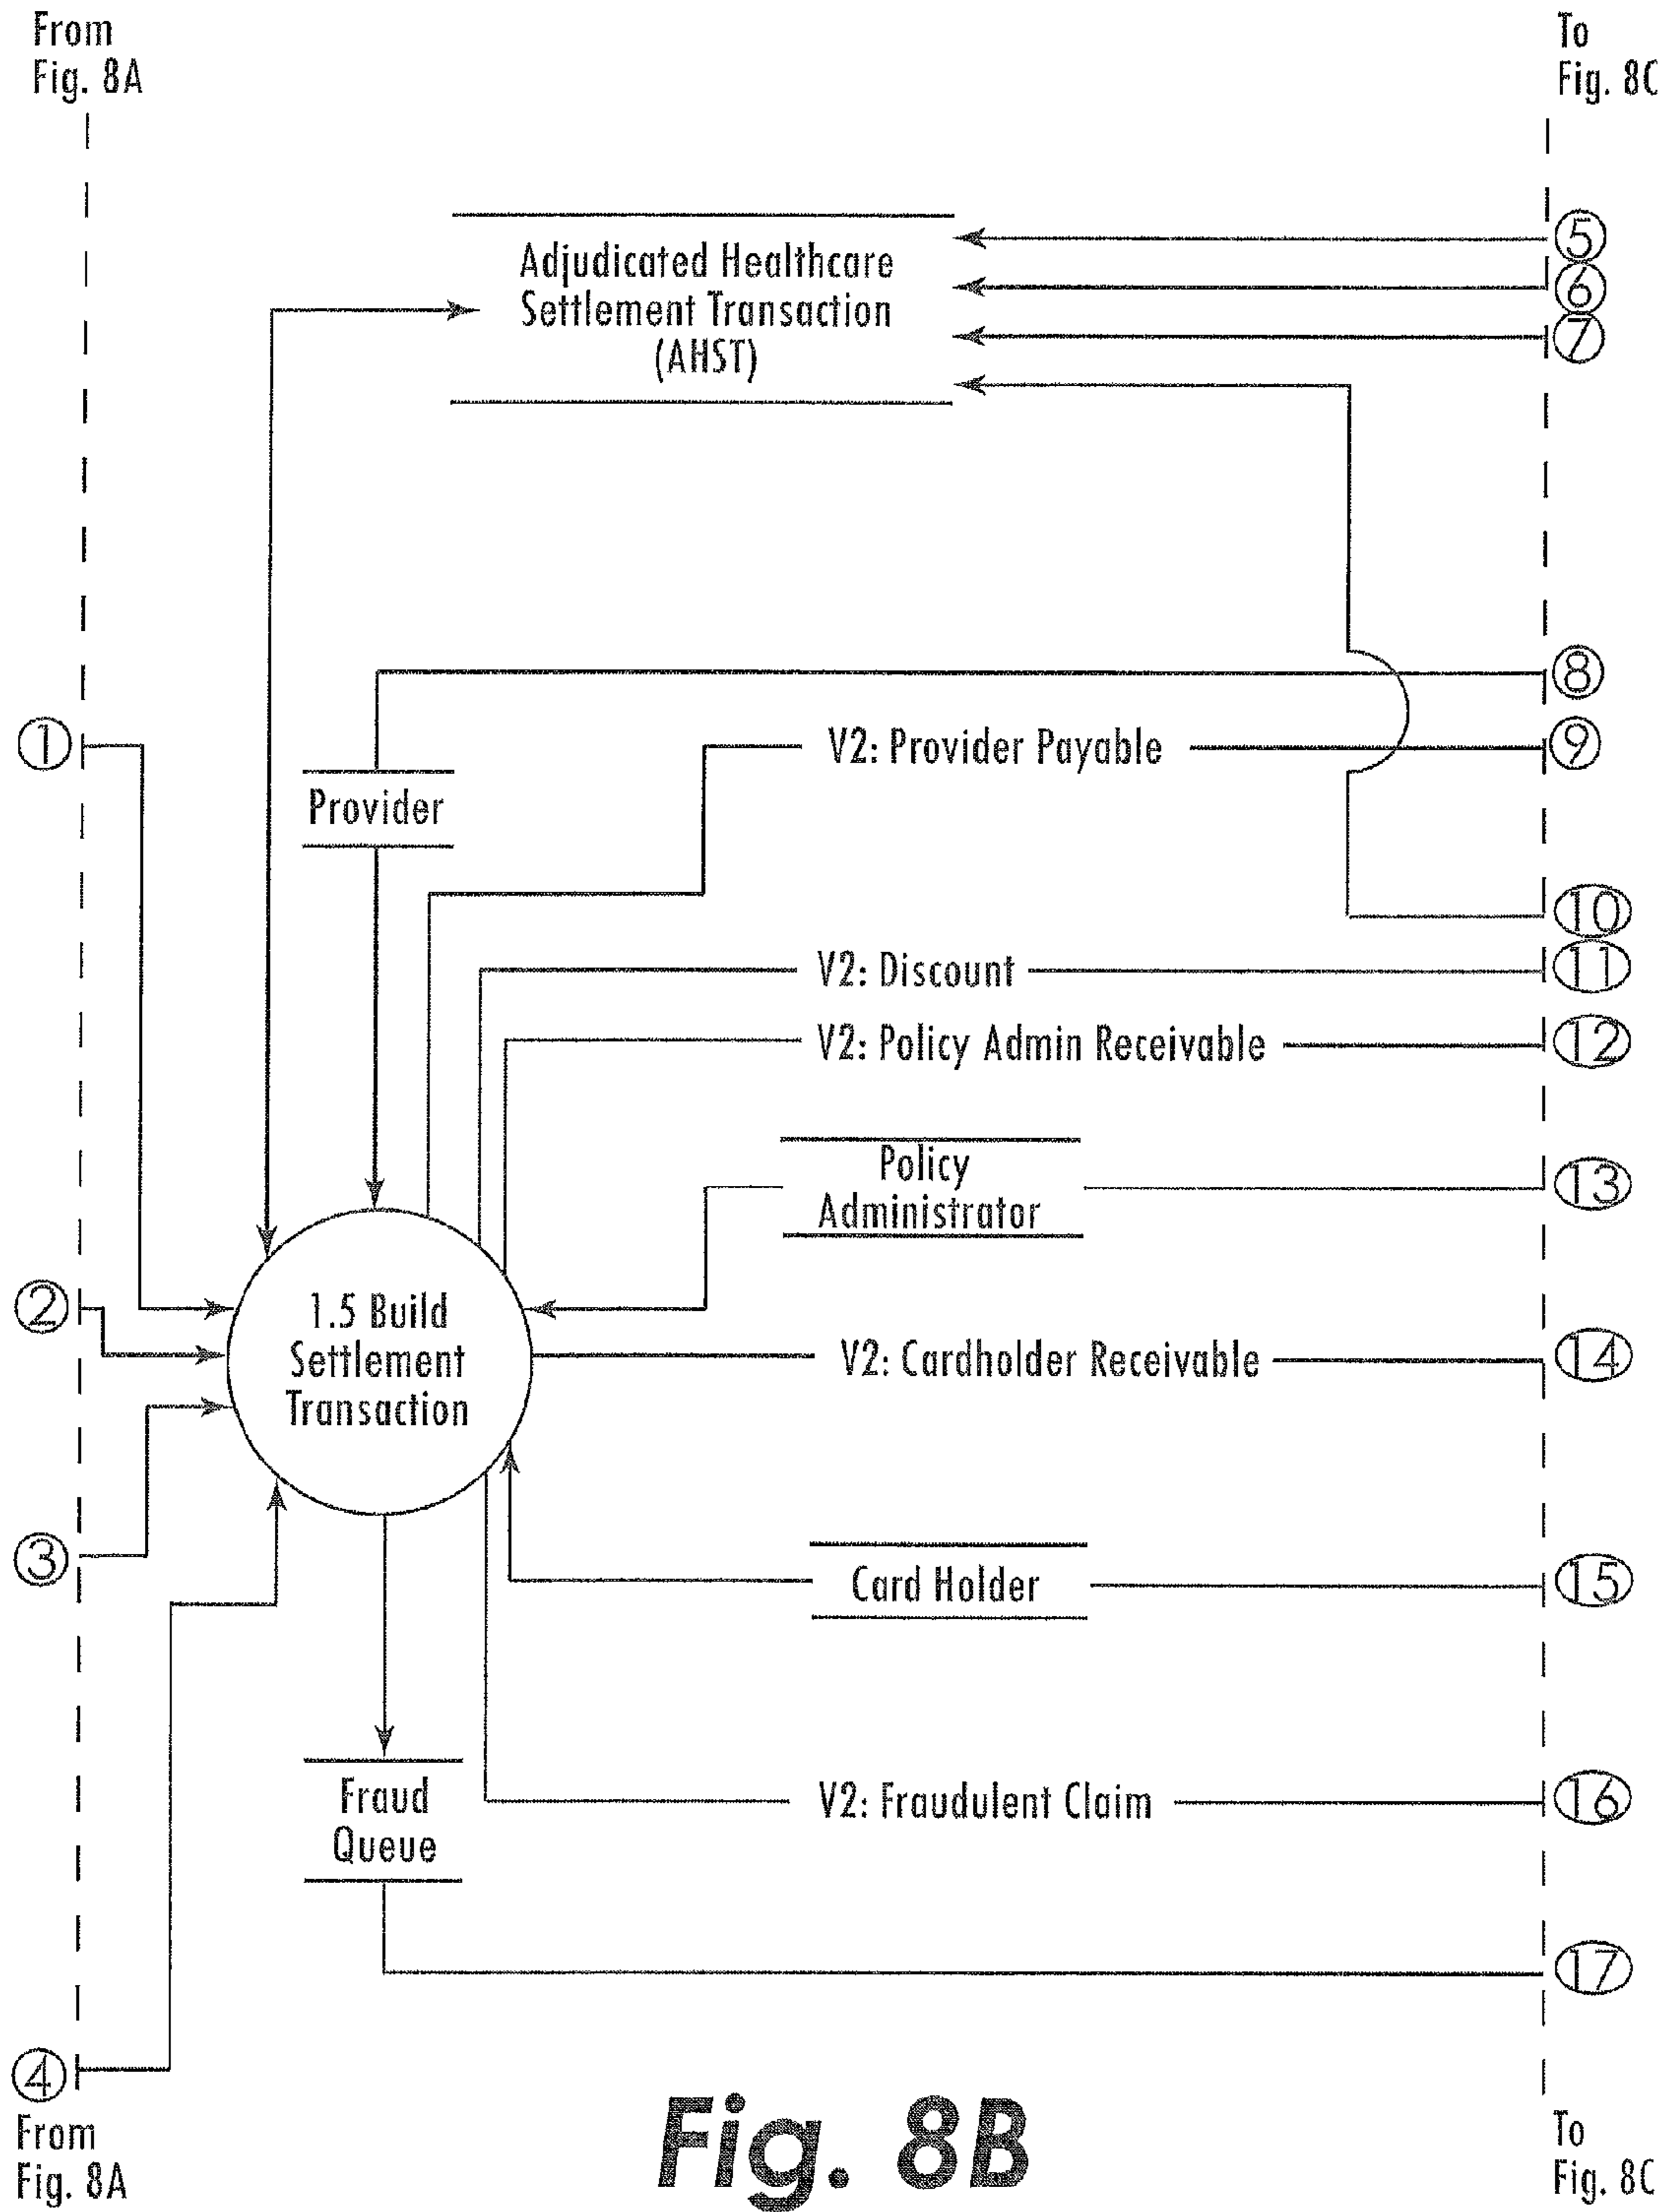 From
Fig. 8A
To
Fig. 8C
Adjudicated Healthcare
Settlement Transaction
(AHST)
5
6
7
8
1
V2: Provider Payable
9
Provider
10
V2: Discount
11
V2: Policy Admin Receivable
12
Policy
Administrator
13
2
1.5 Build
Settlement
Transaction
V2: Cardholder Receivable
14
3
Card Holder
15
Fraud
Queue
V2: Fraudulent Claim
16
17
4
From
Fig. 8A
Fig. 8B
To
Fig. 8C